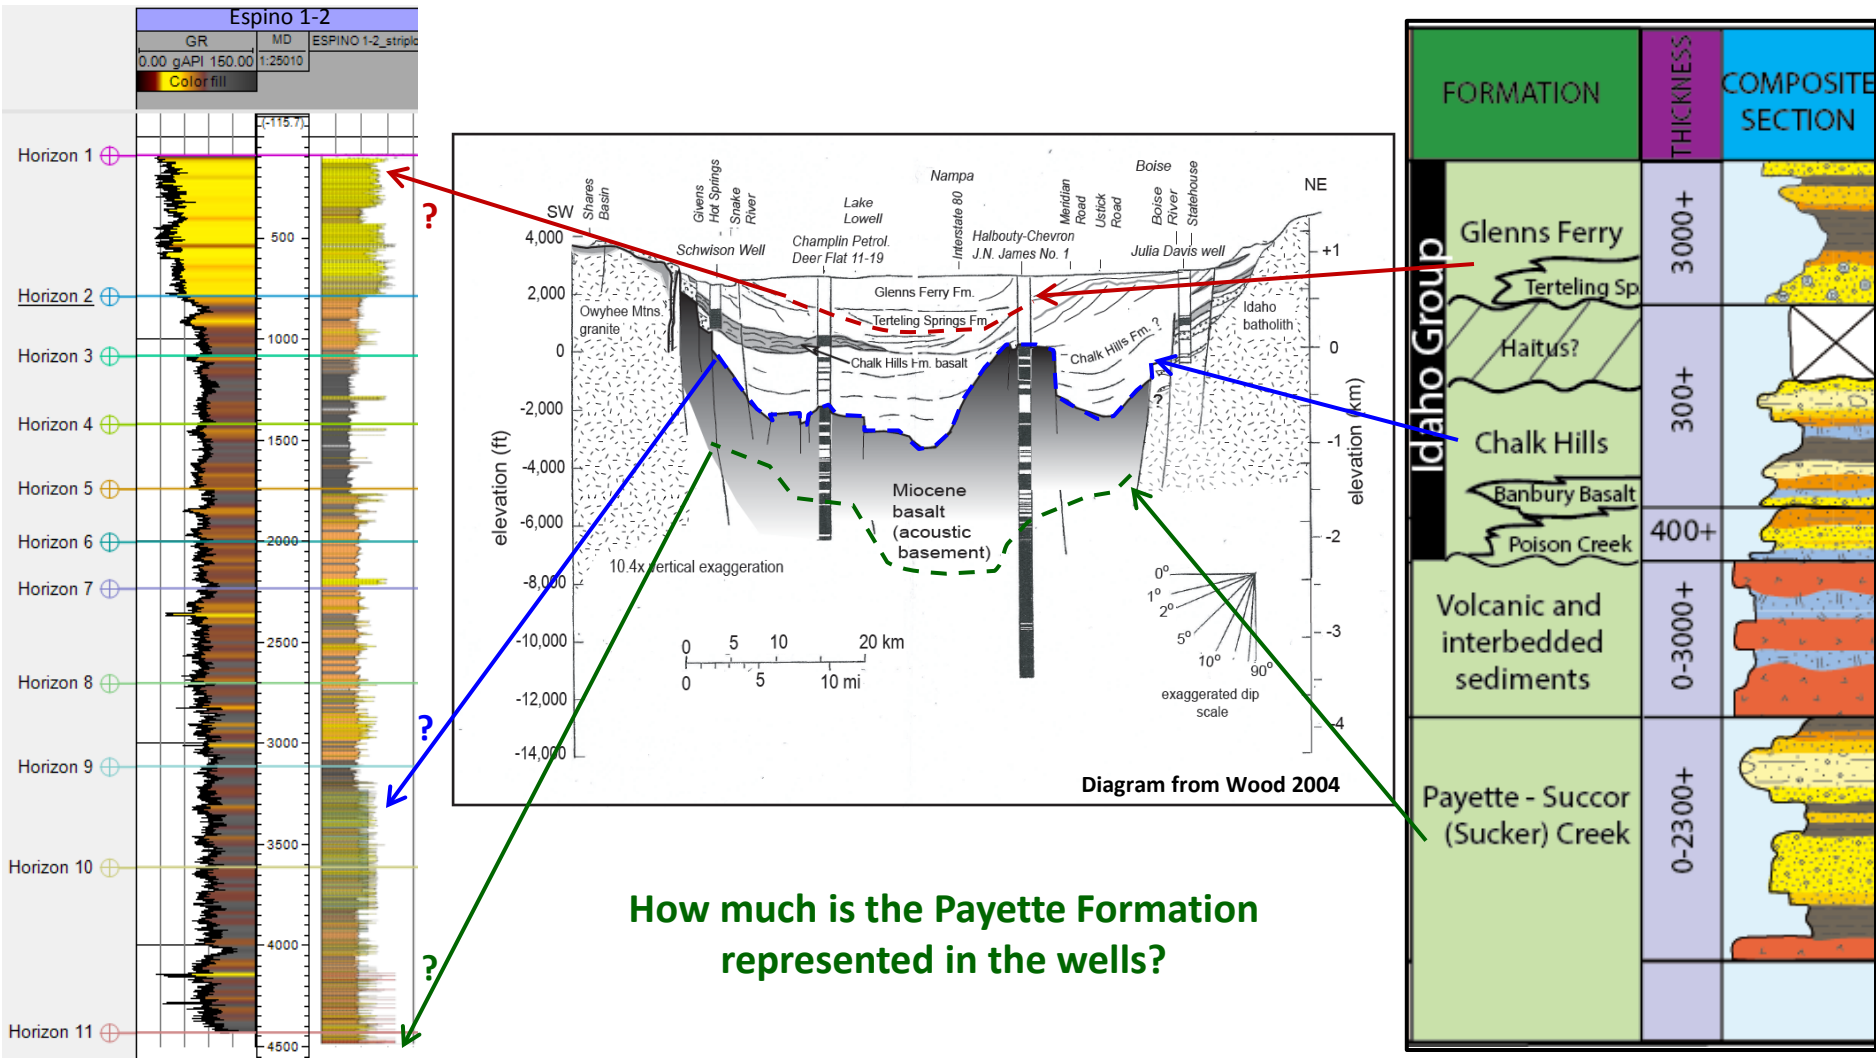 Espino 1-2
GR
MD
ESPINO 1-2_striplo
0.00 gAPI 150.00
1:25010
Color fill
(-115.7)
Horizon 1
500
Horizon 2
1000
Horizon 3
Horizon 4
1500
Horizon 5
Horizon 6
2000
Horizon 7
2500
Horizon 8
3000
Horizon 9
3500
Horizon 10
4000
Horizon 11
4500
?
?
?
SW
Shares
Basin
Givens
Hot Springs
Snake
River
Lake
Lowell
Nampa
Interstate 80
Meridian
Road
Ustick
Road
Boise
Boise
River
Statehouse
NE
Schwison Well
Champlin Petrol.
Deer Flat 11-19
Halbouty-Chevron
J.N. James No. 1
Julia Davis well
4,000
2,000
0
-2,000
-4,000
-6,000
-8,000
-10,000
-12,000
-14,000
elevation (ft)
+1
0
-1
-2
-3
-4
elevation (km)
Owyhee Mtns.
granite
Glenns Ferry Fm.
Terteling Springs Fm
Chalk Hills Fm. basalt
Chalk Hills Fm. ?
?
Idaho
batholith
Miocene
basalt
(acoustic
basement)
10.4x vertical exaggeration
0 5 10 20 km
0 5 10 mi
0º
1º
2º
5º
10º
90º
exaggerated dip
scale
Diagram from Wood 2004
How much is the Payette Formation
represented in the wells?
FORMATION
THICKNESS
COMPOSITE
SECTION
Idaho Group
Glenns Ferry
Terteling Sp
3000+
Haitus?
Chalk Hills
300+
Banbury Basalt
Poison Creek
400+
Volcanic and
interbedded
sediments
0-3000+
Payette - Succor
(Sucker) Creek
0-2300+